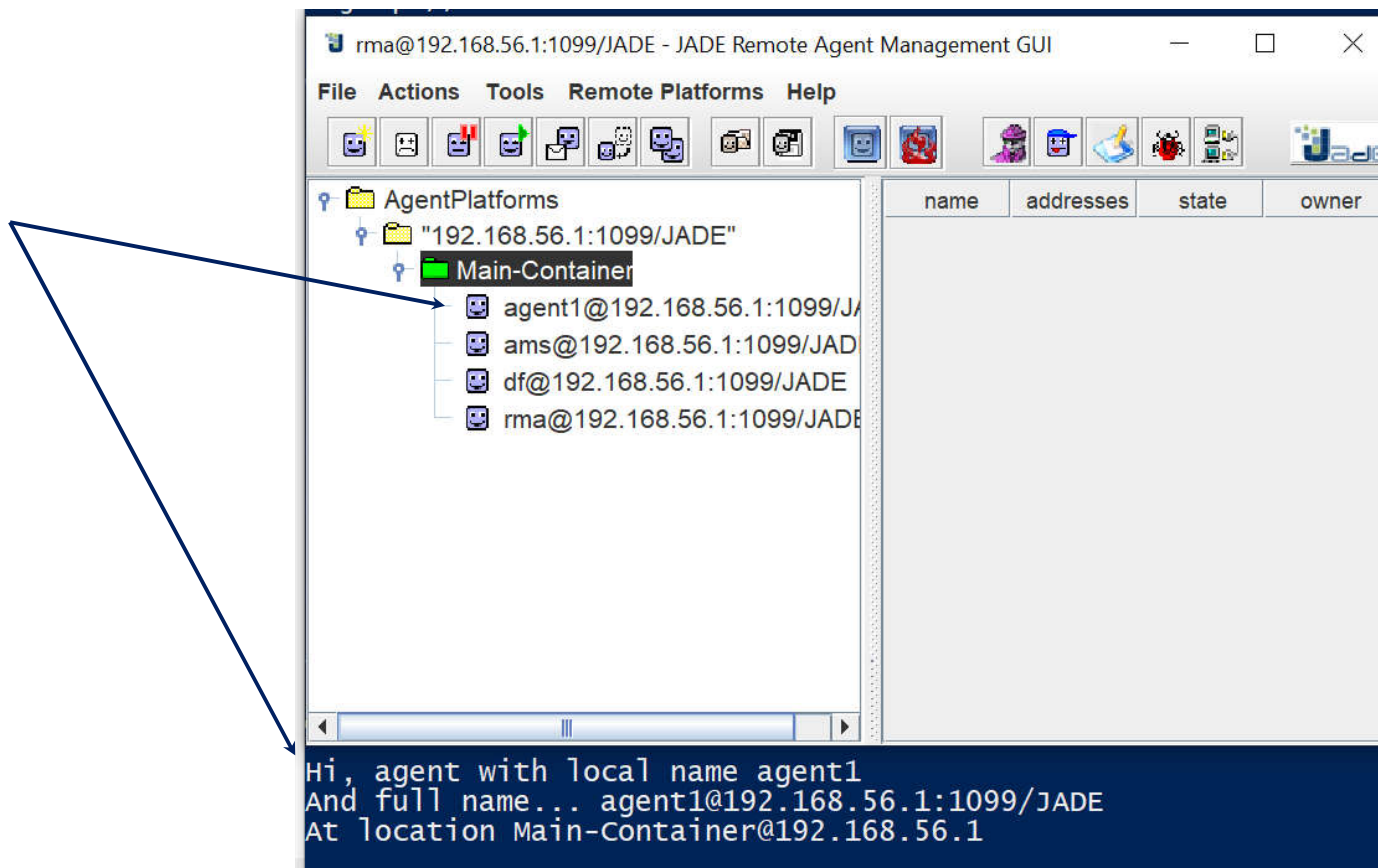 rma@192.168.56.1:1099/JADE - JADE Remote Agent Management GUI
File Actions Tools Remote Platforms Help
Jade
AgentPlatforms
"192.168.56.1:1099/JADE"
Main-Container
agent1@192.168.56.1:1099/JA
ams@192.168.56.1:1099/JAD
df@192.168.56.1:1099/JADE
rma@192.168.56.1:1099/JADE
name addresses state owner
Hi, agent with local name agent1
And full name... agent1@192.168.56.1:1099/JADE
At location Main-Container@192.168.56.1